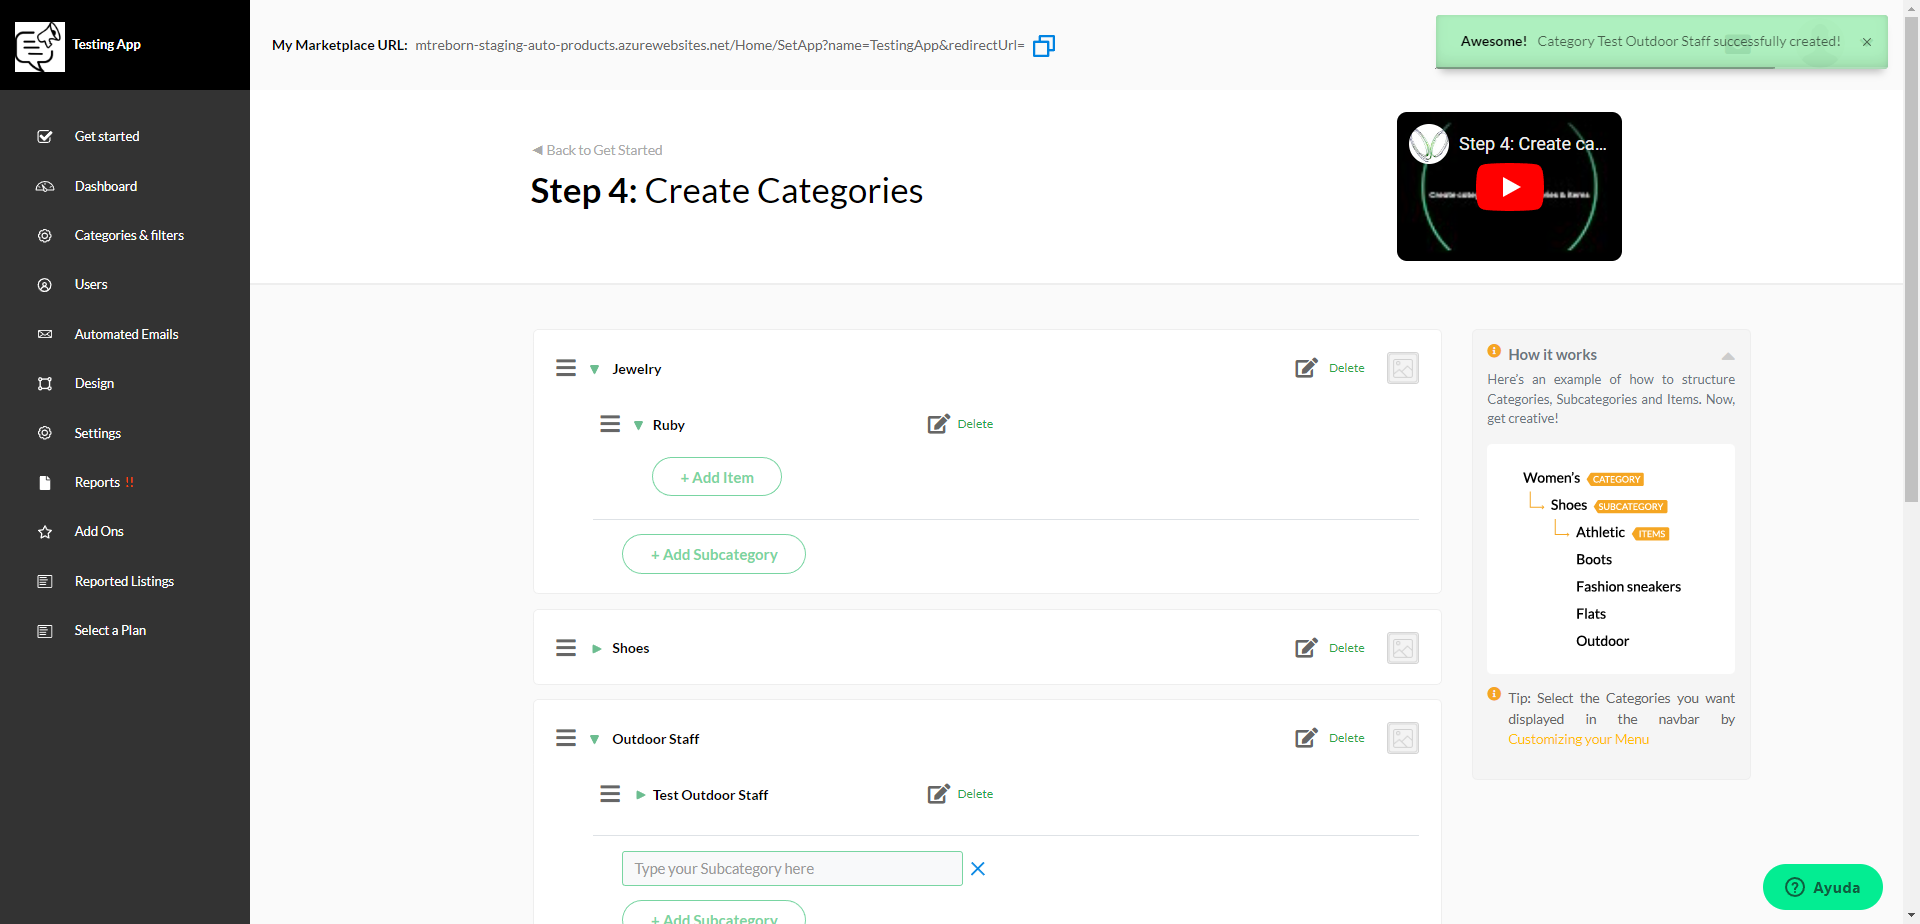 Testing App
My Marketplace URL: mtreborn-staging-auto-products.azurewebsites.net/Home/SetApp?name=TestingApp&redirectUrl=
Awesome! Category Test Outdoor Staff successfully created! ×
Get started
Dashboard
Categories & filters
Users
Automated Emails
Design
Settings
Reports !!
Add Ons
Reported Listings
Select a Plan
◀ Back to Get Started
Step 4: Create Categories
Step 4: Create ca...
Jewelry
Delete
Ruby
Delete
+ Add Item
+ Add Subcategory
Shoes
Delete
Outdoor Staff
Delete
Test Outdoor Staff
Delete
Type your Subcategory here
+ Add Subcategory
How it works
Here's an example of how to structure
Categories, Subcategories and Items. Now,
get creative!
Women's CATEGORY
Shoes SUBCATEGORY
Athletic ITEMS
Boots
Fashion sneakers
Flats
Outdoor
Tip: Select the Categories you want
displayed in the navbar by
Customizing your Menu
Ayuda